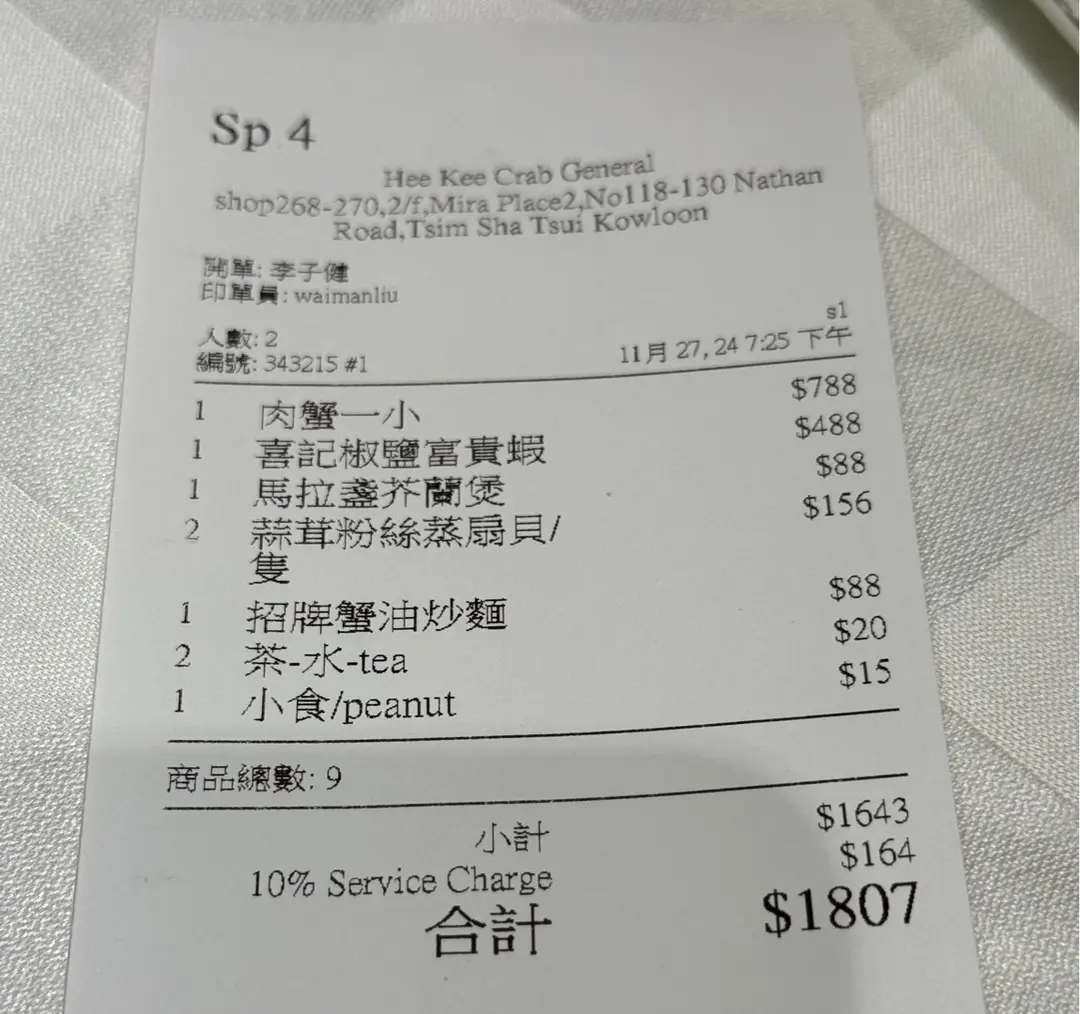 Sp 4
Hee Kee Crab General
shop268-270,2/f,Mira Place2,No118-130 Nathan
Road,Tsim Sha Tsui Kowloon
開單: 李子健
印單員: waimanliu
s1
人數: 2
編號: 343215 #1 11月 27, 24 7:25 下午
1 肉蟹一小 $788
1 喜記椒鹽富貴蝦 $488
1 馬拉盞芥蘭煲 $88
2 蒜茸粉絲蒸扇貝/ $156
隻
1 招牌蟹油炒麵 $88
2 茶-水-tea $20
1 小食/peanut $15
商品總數: 9
小計 $1643
10% Service Charge $164
合計 $1807